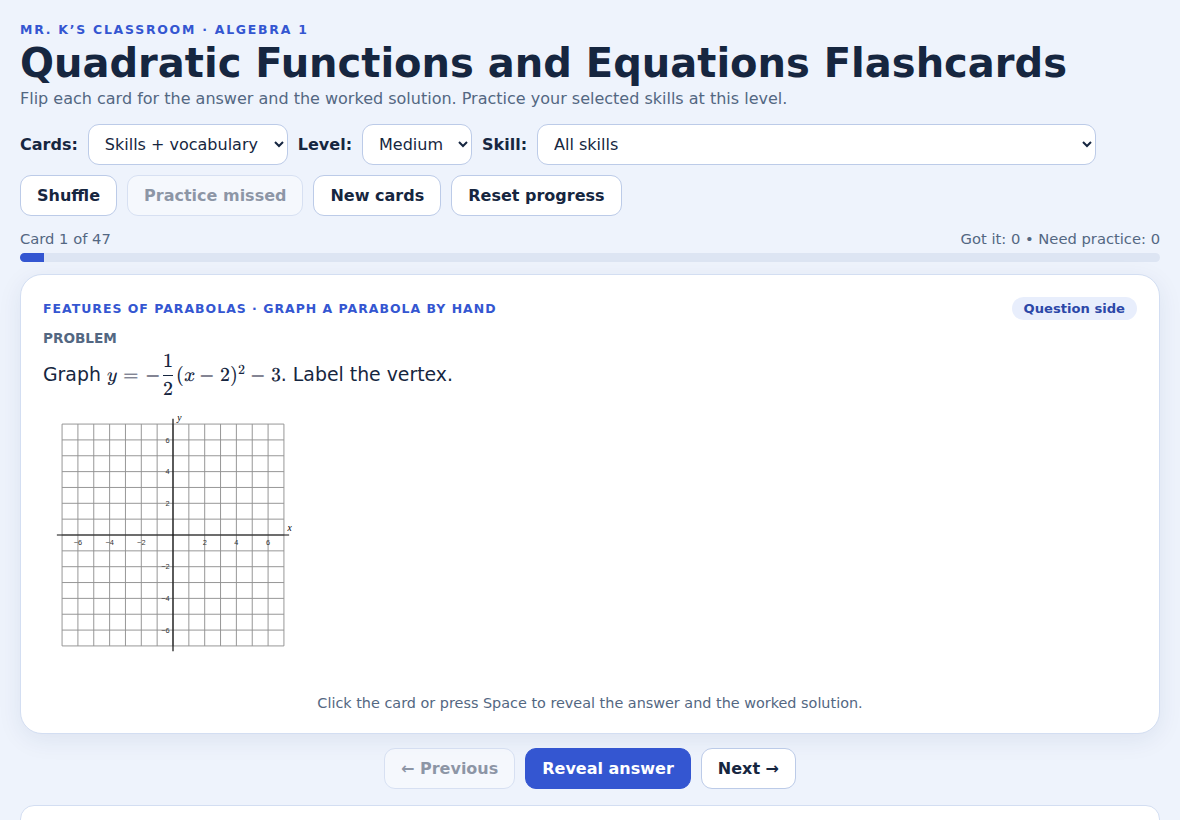 MR. K'S CLASSROOM · ALGEBRA 1
Quadratic Functions and Equations Flashcards
Flip each card for the answer and the worked solution. Practice your selected skills at this level.
Cards: Skills + vocabulary Level: Medium Skill: All skills
Shuffle Practice missed New cards Reset progress
Card 1 of 47 Got it: 0 • Need practice: 0
FEATURES OF PARABOLAS · GRAPH A PARABOLA BY HAND Question side
PROBLEM
Graph y = −1/2(x − 2)² − 3. Label the vertex.
y
6
4
2
x
−6 −4 −2 2 4 6
−2
−4
−6
Click the card or press Space to reveal the answer and the worked solution.
← Previous Reveal answer Next →